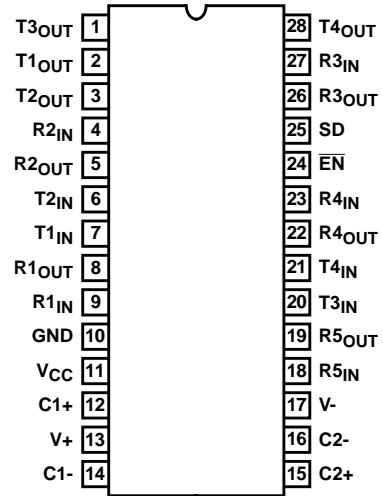 T3OUT 1 28 T4OUT
T1OUT 2 27 R3IN
T2OUT 3 26 R3OUT
R2IN 4 25 SD
R2OUT 5 24 E̅N̅
T2IN 6 23 R4IN
T1IN 7 22 R4OUT
R1OUT 8 21 T4IN
R1IN 9 20 T3IN
GND 10 19 R5OUT
VCC 11 18 R5IN
C1+ 12 17 V-
V+ 13 16 C2-
C1- 14 15 C2+